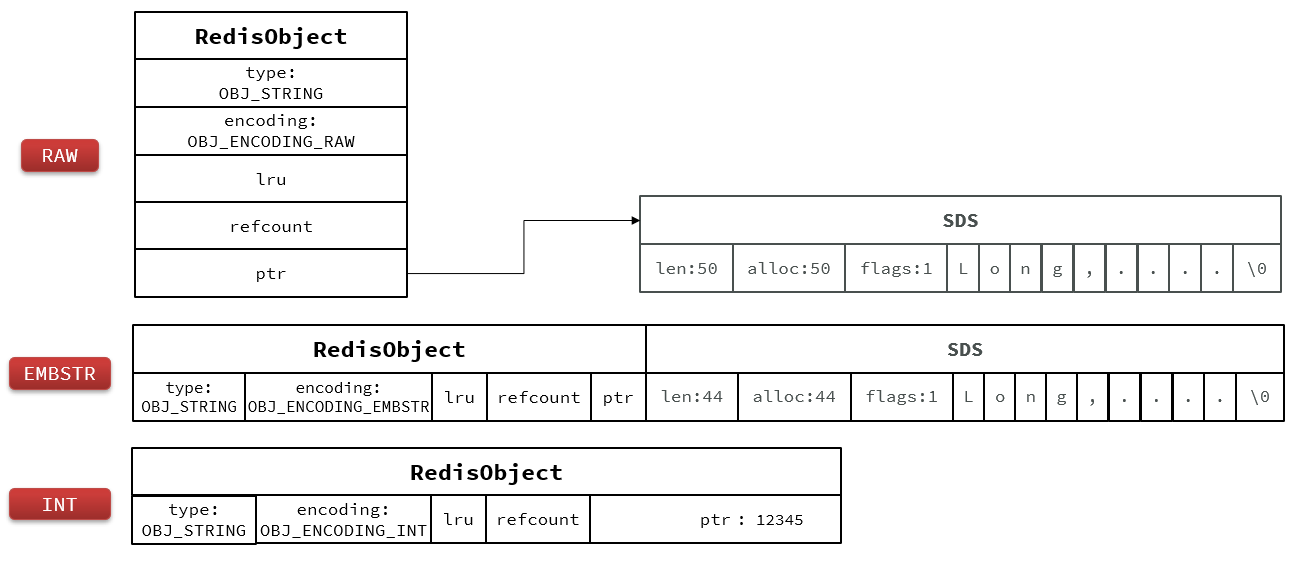 RedisObject
type:
OBJ_STRING
encoding:
OBJ_ENCODING_RAW
RAW
lru
refcount
ptr
SDS
len:50 alloc:50 flags:1 L o n g , . . . . \0
RedisObject SDS
EMBSTR
type:
OBJ_STRING
encoding:
OBJ_ENCODING_EMBSTR
lru refcount ptr len:44 alloc:44 flags:1 L o n g , . . . . \0
RedisObject
INT
type:
OBJ_STRING
encoding:
OBJ_ENCODING_INT
lru refcount ptr : 12345